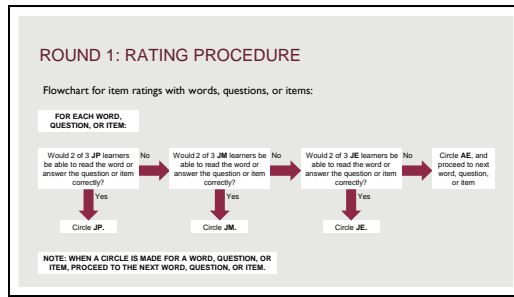 ROUND 1: RATING PROCEDURE
Flowchart for item ratings with words, questions, or items:
FOR EACH WORD,
QUESTION, OR ITEM:
Would 2 of 3 JP learners
be able to read the word or
answer the question or item
correctly?
No
Yes
Circle JP.
Would 2 of 3 JM learners be
able to read the word or
answer the question or item
correctly?
No
Yes
Circle JM.
Would 2 of 3 JE learners be
able to read the word or
answer the question or item
correctly?
No
Yes
Circle JE.
Circle AE, and
proceed to next
word, question,
or item
NOTE: WHEN A CIRCLE IS MADE FOR A WORD, QUESTION, OR
ITEM, PROCEED TO THE NEXT WORD, QUESTION, OR ITEM.